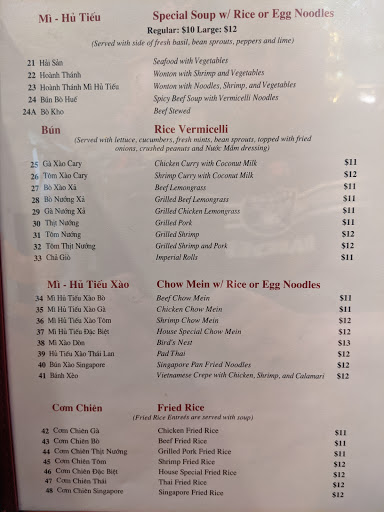 Mì - Hủ Tiếu Special Soup w/ Rice or Egg Noodles
Regular: $10 Large: $12
(Served with side of fresh basil, bean sprouts, peppers and lime)
21 Hải Sản Seafood with Vegetables
22 Hoành Thánh Wonton with Shrimp and Vegetables
23 Hoành Thánh Mì Hủ Tiếu Wonton with Noodles, Shrimp, and Vegetables
24 Bún Bò Huế Spicy Beef Soup with Vermicelli Noodles
24A Bò Kho Beef Stewed
Bún Rice Vermicelli
(Served with lettuce, cucumbers, fresh mints, bean sprouts, topped with fried
onions, crushed peanuts and Nước Mắm dressing)
25 Gà Xào Cary Chicken Curry with Coconut Milk $11
26 Tôm Xào Cary Shrimp Curry with Coconut Milk $12
27 Bò Xào Xả Beef Lemongrass $11
28 Bò Nướng Xả Grilled Beef Lemongrass $11
29 Gà Nướng Xả Grilled Chicken Lemongrass $11
30 Thịt Nướng Grilled Pork $11
31 Tôm Nướng Grilled Shrimp $12
32 Tôm Thịt Nướng Grilled Shrimp and Pork $12
33 Chả Giò Imperial Rolls $11
Mì - Hủ Tiếu Xào Chow Mein w/ Rice or Egg Noodles
34 Mì Hủ Tiếu Xào Bò Beef Chow Mein $11
35 Mì Hủ Tiếu Xào Gà Chicken Chow Mein $11
36 Mì Hủ Tiếu Xào Tôm Shrimp Chow Mein $12
37 Mì Hủ Tiếu Đặc Biệt House Special Chow Mein $12
38 Mì Xào Dòn Bird's Nest $13
39 Hủ Tiếu Xào Thái Lan Pad Thai $12
40 Bún Xào Singapore Singapore Pan Fried Noodles $12
41 Bánh Xèo Vietnamese Crepe with Chicken, Shrimp, and Calamari $12
Cơm Chiên Fried Rice
(Fried Rice Entreés are served with soup)
42 Cơm Chiên Gà Chicken Fried Rice $11
43 Cơm Chiên Bò Beef Fried Rice $11
44 Cơm Chiên Thịt Nướng Grilled Pork Fried Rice $11
45 Cơm Chiên Tôm Shrimp Fried Rice $12
46 Cơm Chiên Đặc Biệt House Special Fried Rice $12
47 Cơm Chiên Thái Thai Fried Rice $12
48 Cơm Chiên Singapore Singapore Fried Rice $12